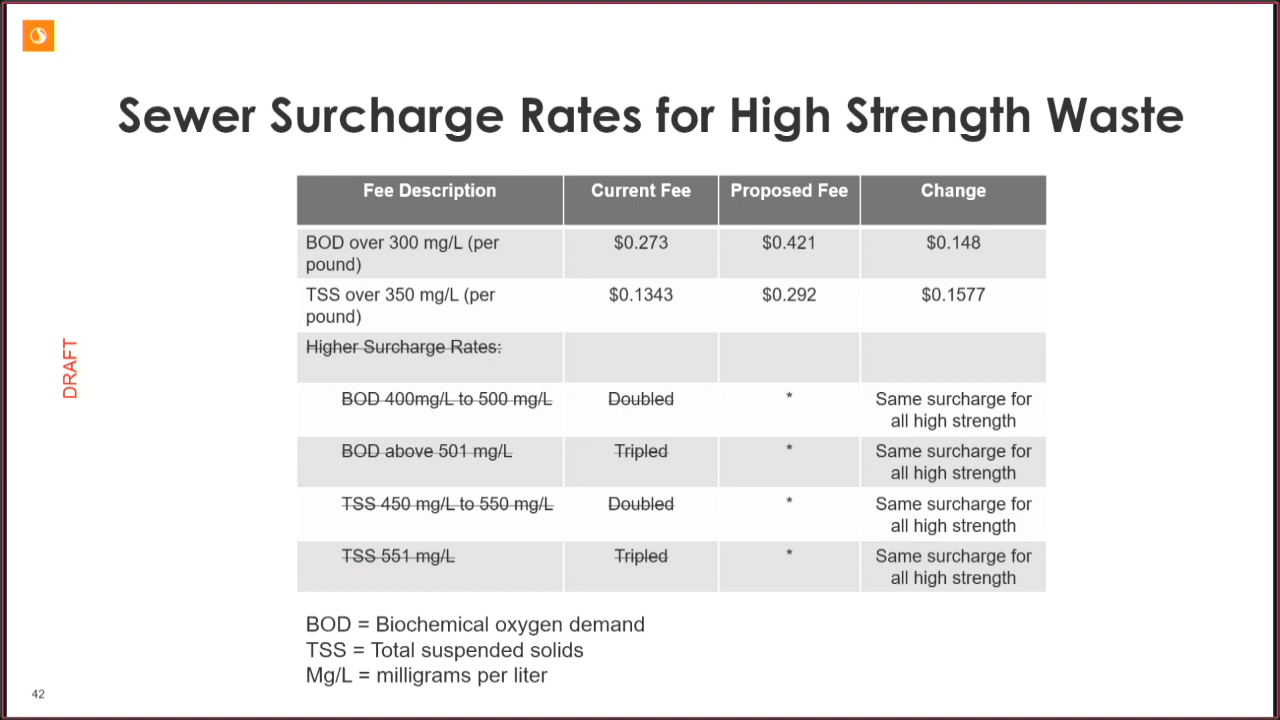 Sewer Surcharge Rates for High Strength Waste
Fee Description Current Fee Proposed Fee Change
BOD over 300 mg/L (per $0.273 $0.421 $0.148
pound)
TSS over 350 mg/L (per $0.1343 $0.292 $0.1577
pound)
Higher Surcharge Rates:
BOD 400mg/L to 500 mg/L Doubled * Same surcharge for
all high strength
BOD above 501 mg/L Tripled * Same surcharge for
all high strength
TSS 450 mg/L to 550 mg/L Doubled * Same surcharge for
all high strength
TSS 551 mg/L Tripled * Same surcharge for
all high strength
DRAFT
BOD = Biochemical oxygen demand
TSS = Total suspended solids
Mg/L = milligrams per liter
42